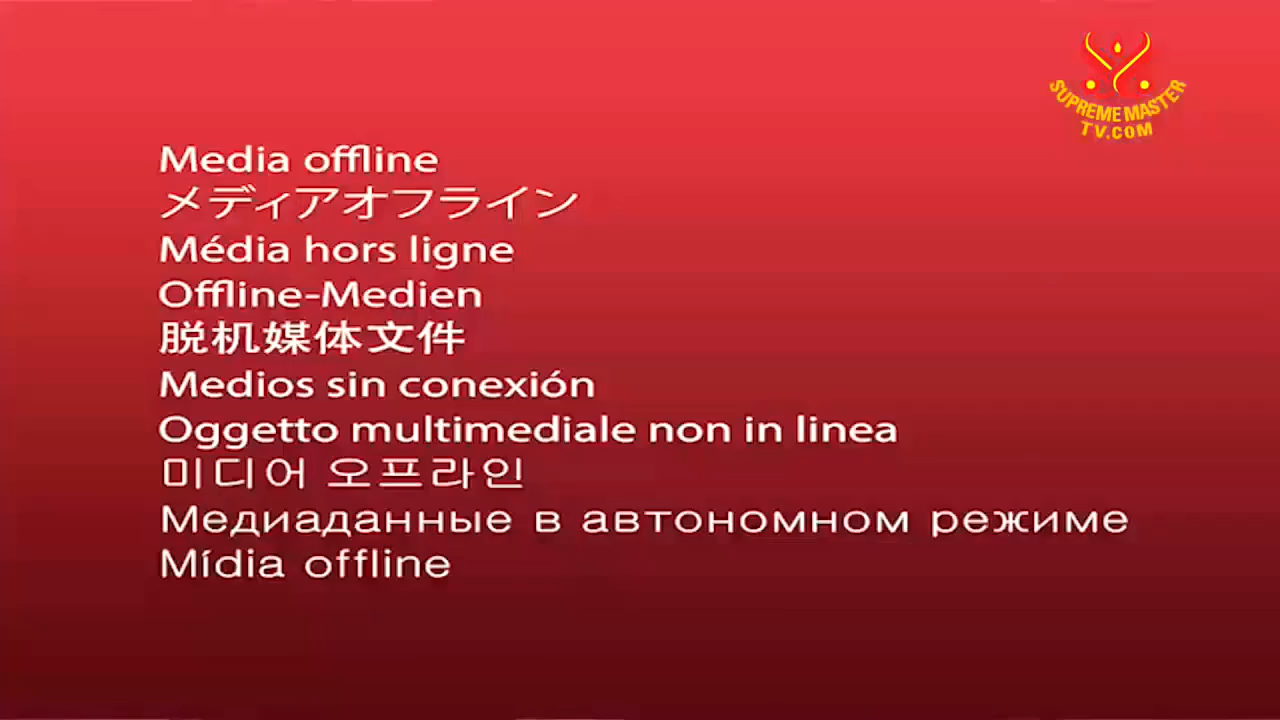 SUPREME MASTER
TV.COM
Media offline
メディアオフライン
Média hors ligne
Offline-Medien
脱机媒体文件
Medios sin conexión
Oggetto multimediale non in linea
미디어 오프라인
Медиаданные в автономном режиме
Mídia offline